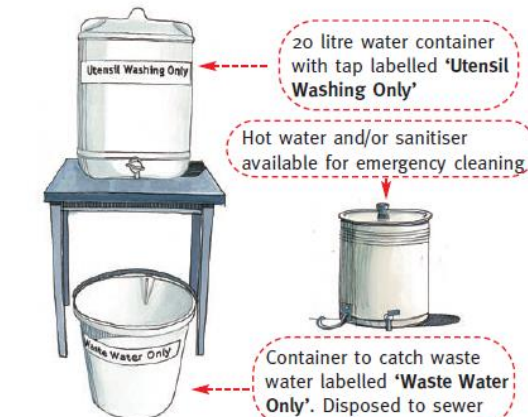 Utensil Washing Only
20 litre water container
with tap labelled ‘Utensil
Washing Only’
Hot water and/or sanitiser
available for emergency cleaning
Waste Water Only
Container to catch waste
water labelled ‘Waste Water
Only’. Disposed to sewer